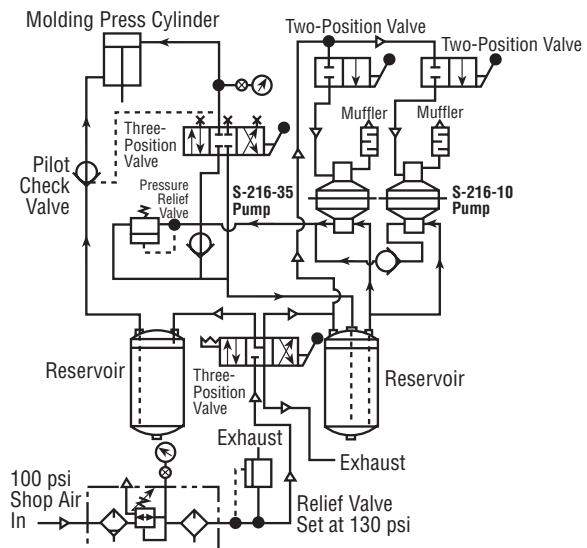 Molding Press Cylinder
Two-Position Valve
Two-Position Valve
Muffler
Muffler
Three-
Position
Valve
Pilot
Check
Valve
Pressure
Relief
Valve
S-216-35
Pump
S-216-10
Pump
Reservoir
Three-
Position
Valve
Reservoir
Exhaust
Exhaust
100 psi
Shop Air
In
Relief Valve
Set at 130 psi